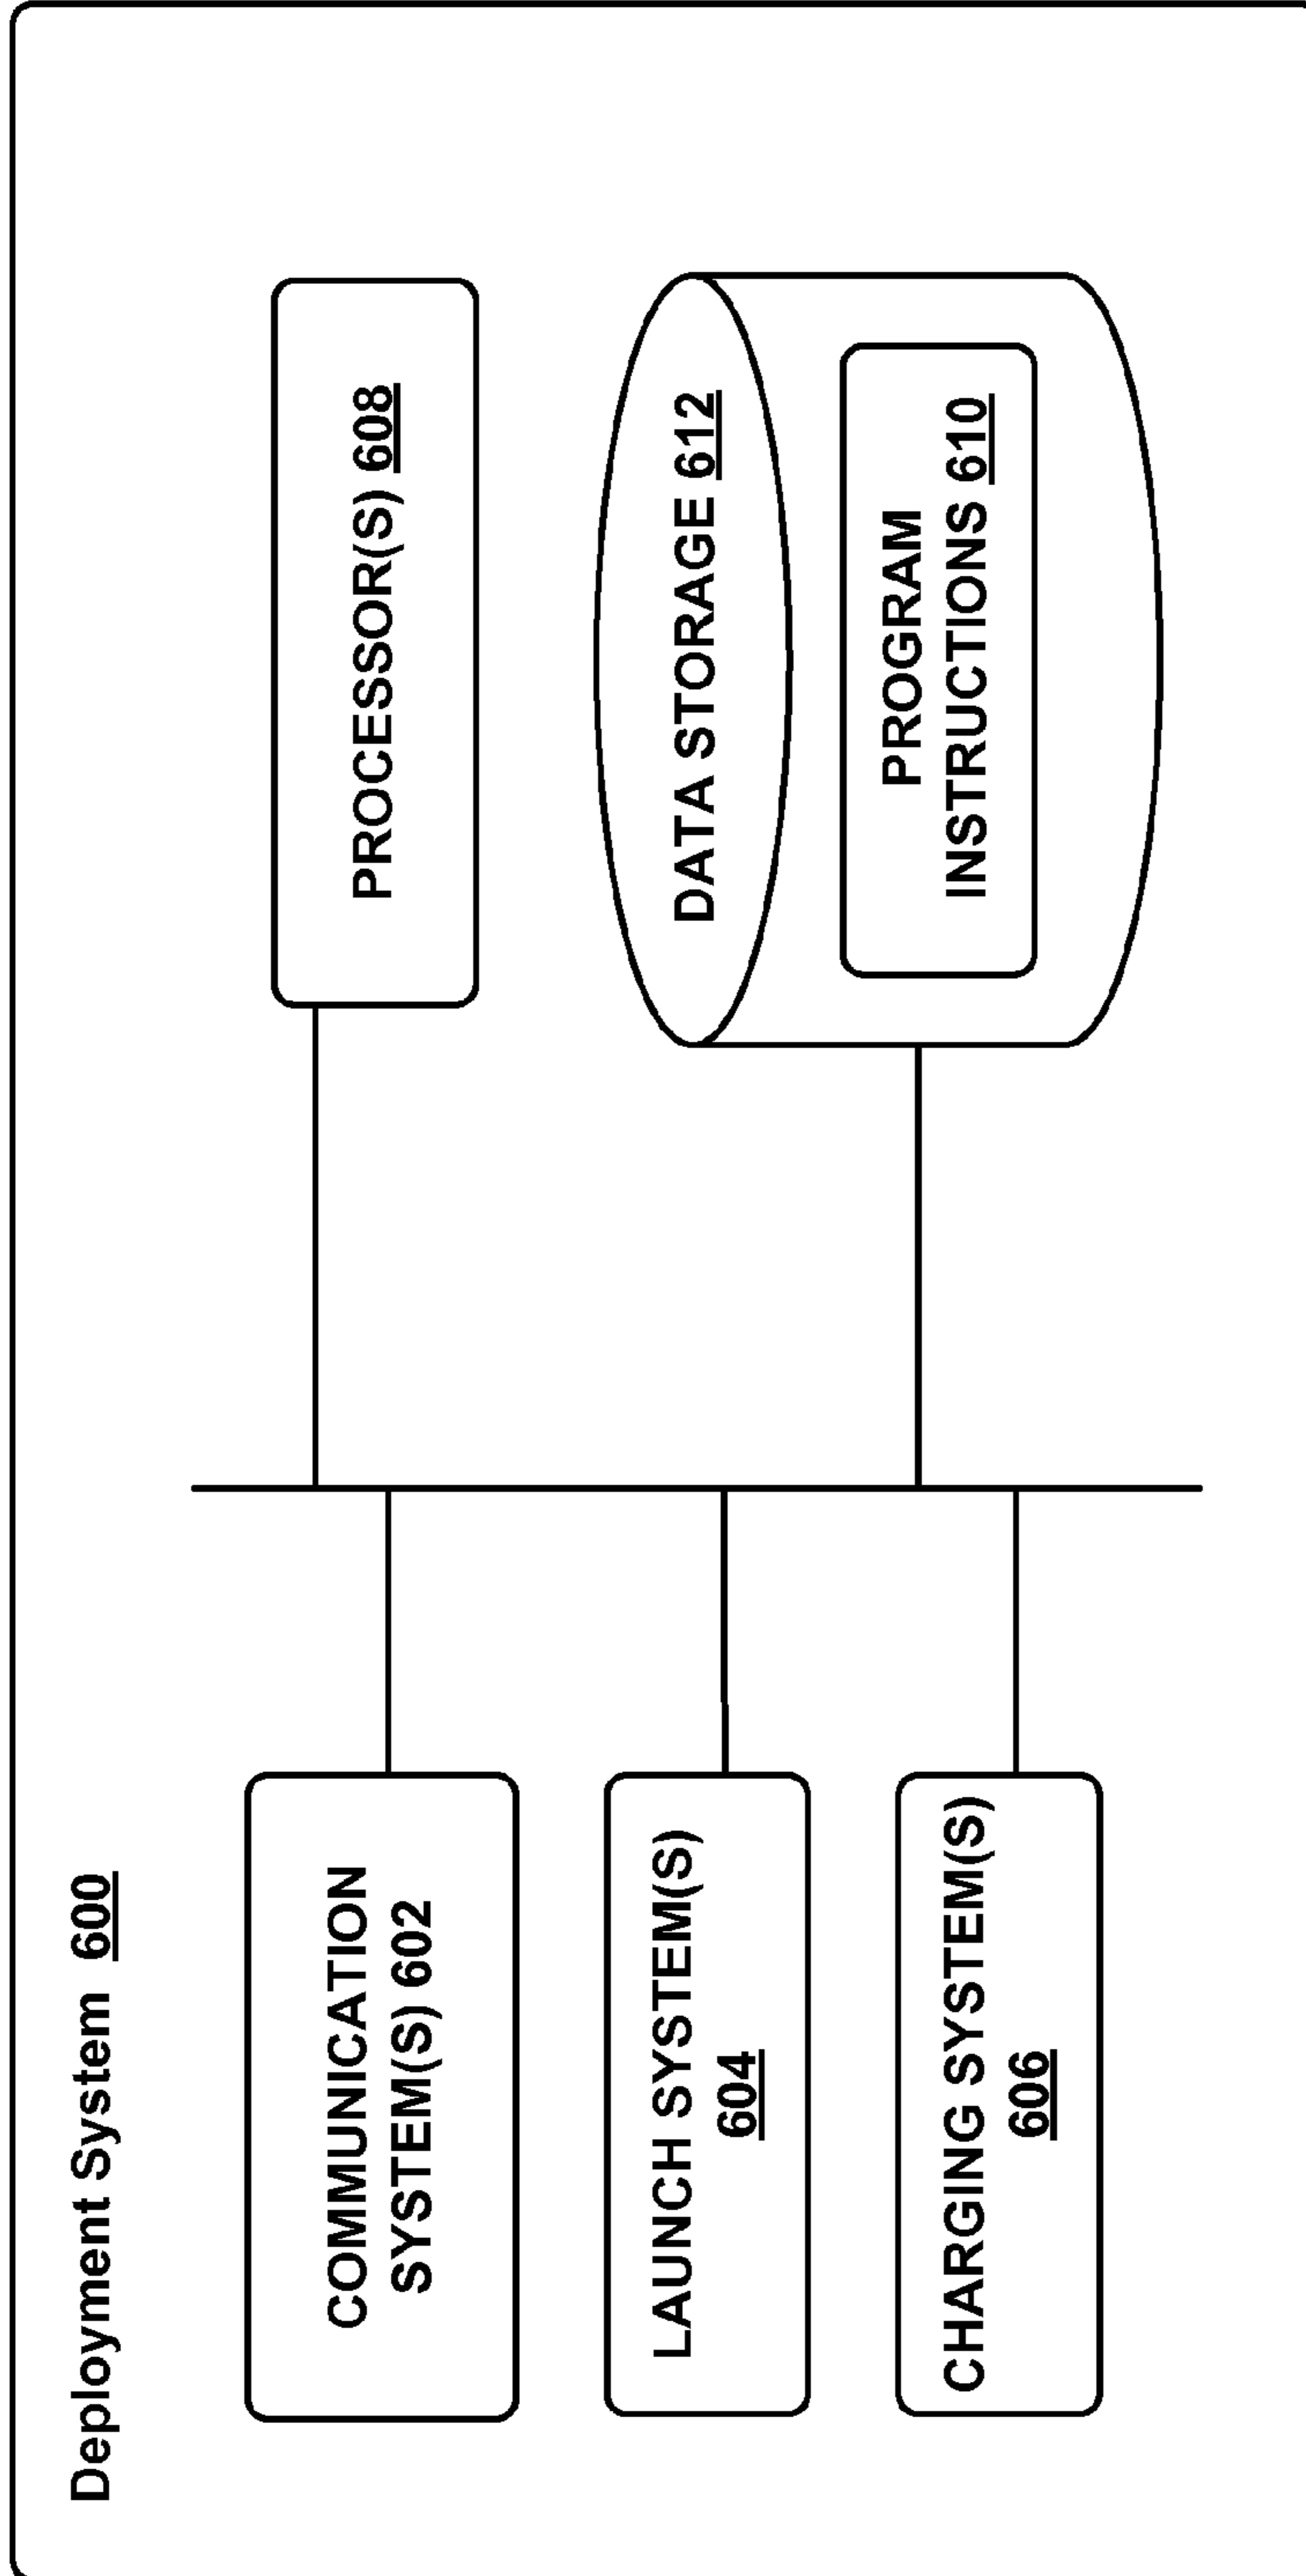 Deployment System 600
COMMUNICATION
SYSTEM(S) 602
LAUNCH SYSTEM(S)
604
CHARGING SYSTEM(S)
606
PROCESSOR(S) 608
DATA STORAGE 612
PROGRAM
INSTRUCTIONS 610